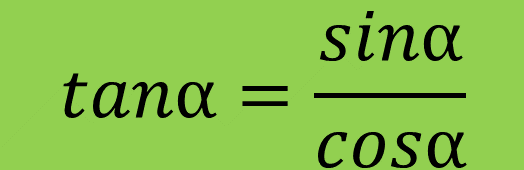 tanα = sinα / cosα